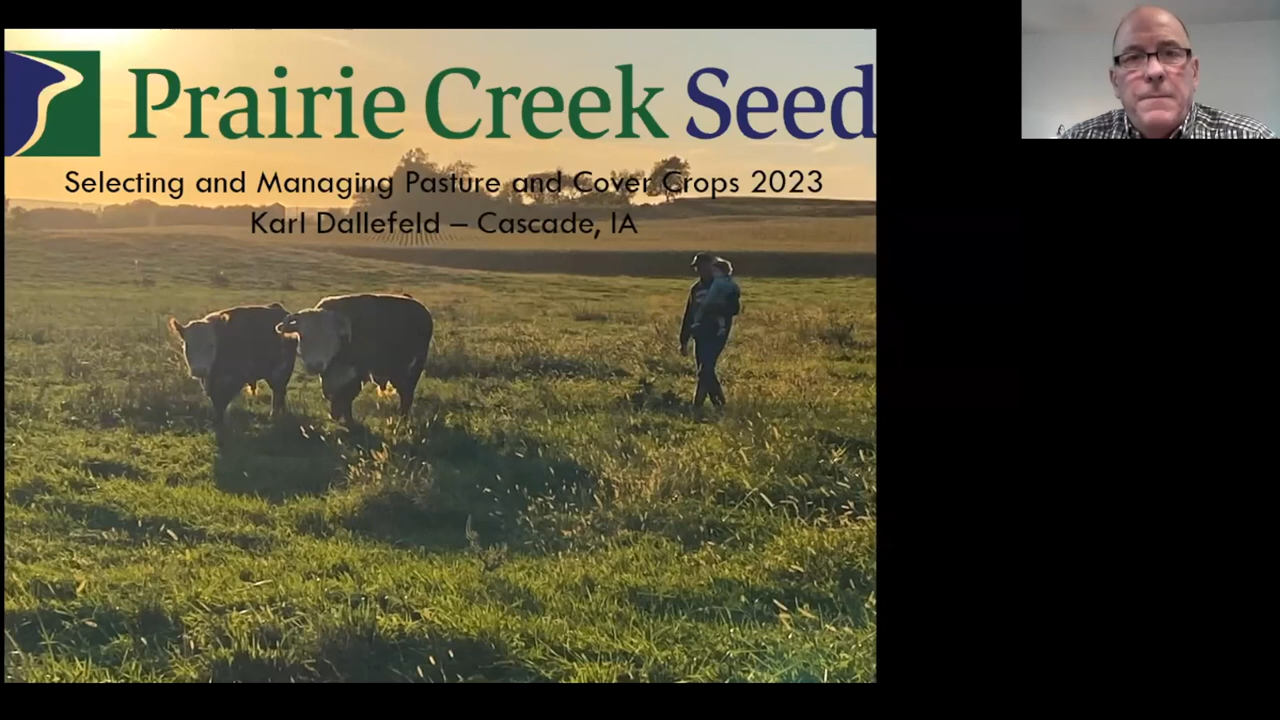 Prairie Creek Seed
Selecting and Managing Pasture and Cover Crops 2023
Karl Dallefeld – Cascade, IA